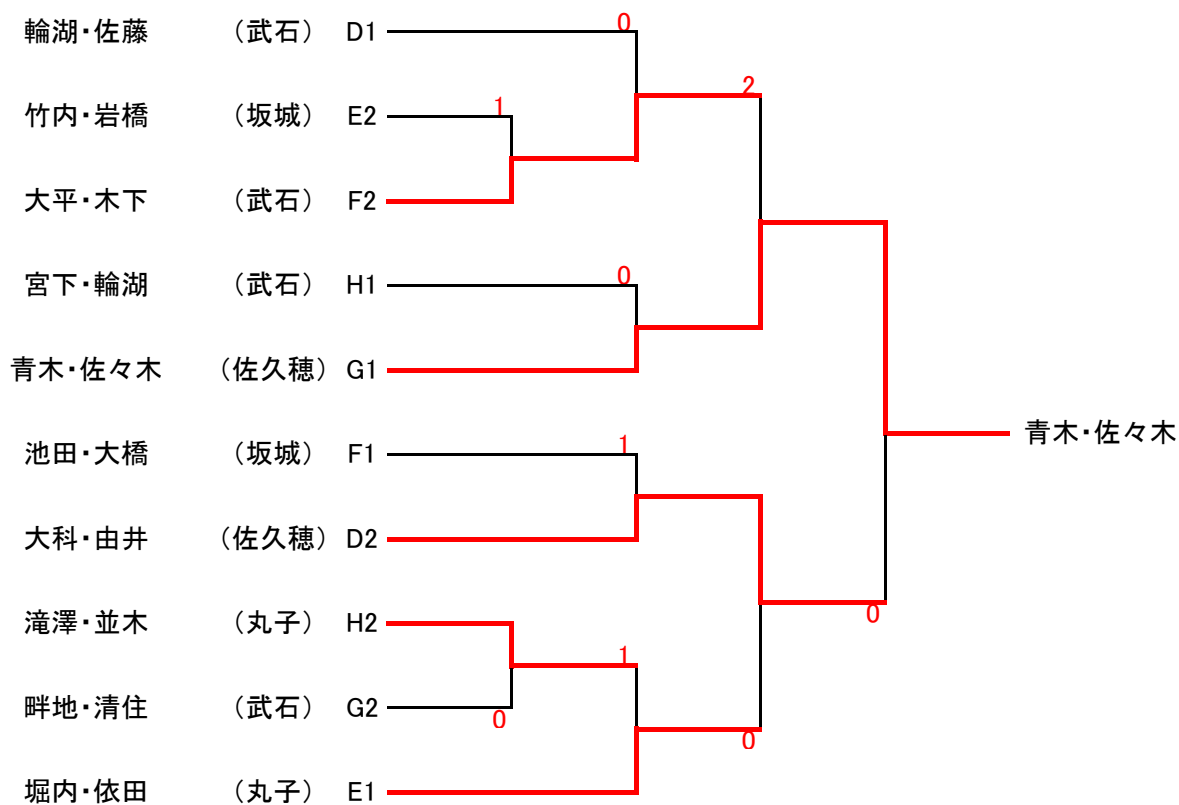 輪湖・佐藤 （武石） D1 0
2
竹内・岩橋 （坂城） E2 1
大平・木下 （武石） F2
宮下・輪湖 （武石） H1 0
青木・佐々木 （佐久穂） G1
青木・佐々木
池田・大橋 （坂城） F1 1
大科・由井 （佐久穂） D2
滝澤・並木 （丸子） H2
0
1
畔地・清住 （武石） G2 0
0
堀内・依田 （丸子） E1